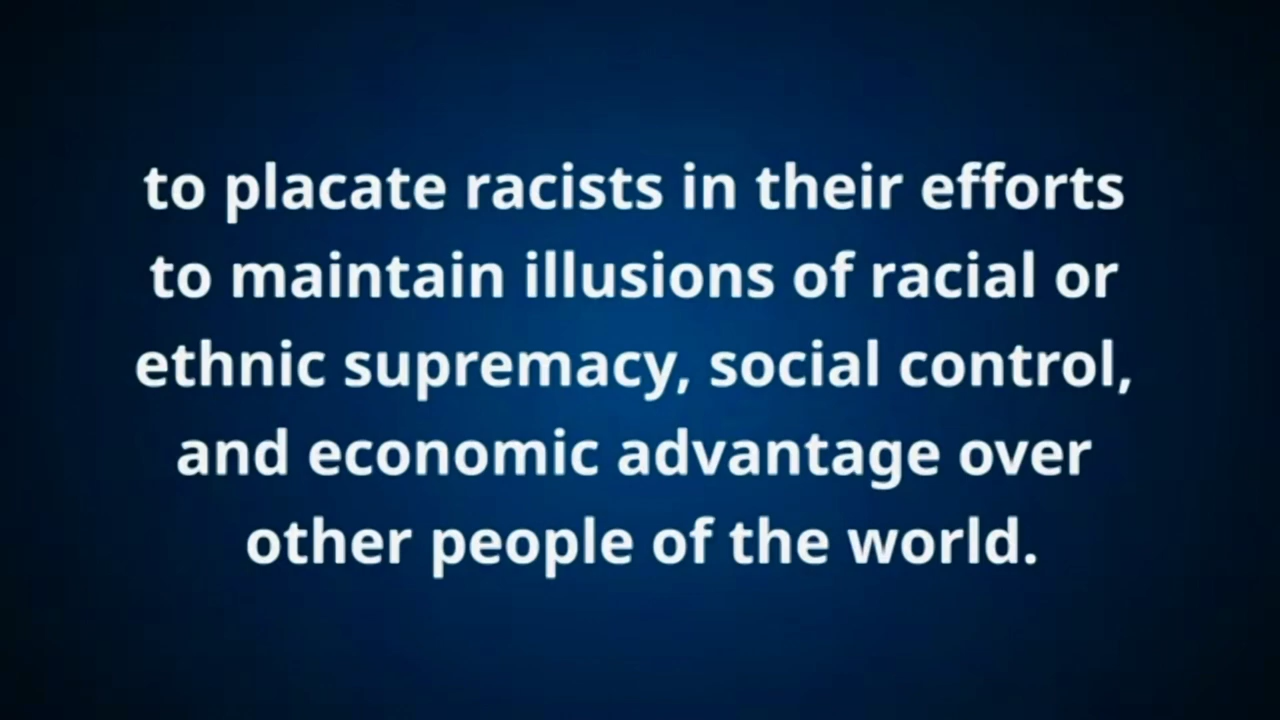 to placate racists in their efforts
to maintain illusions of racial or
ethnic supremacy, social control,
and economic advantage over
other people of the world.